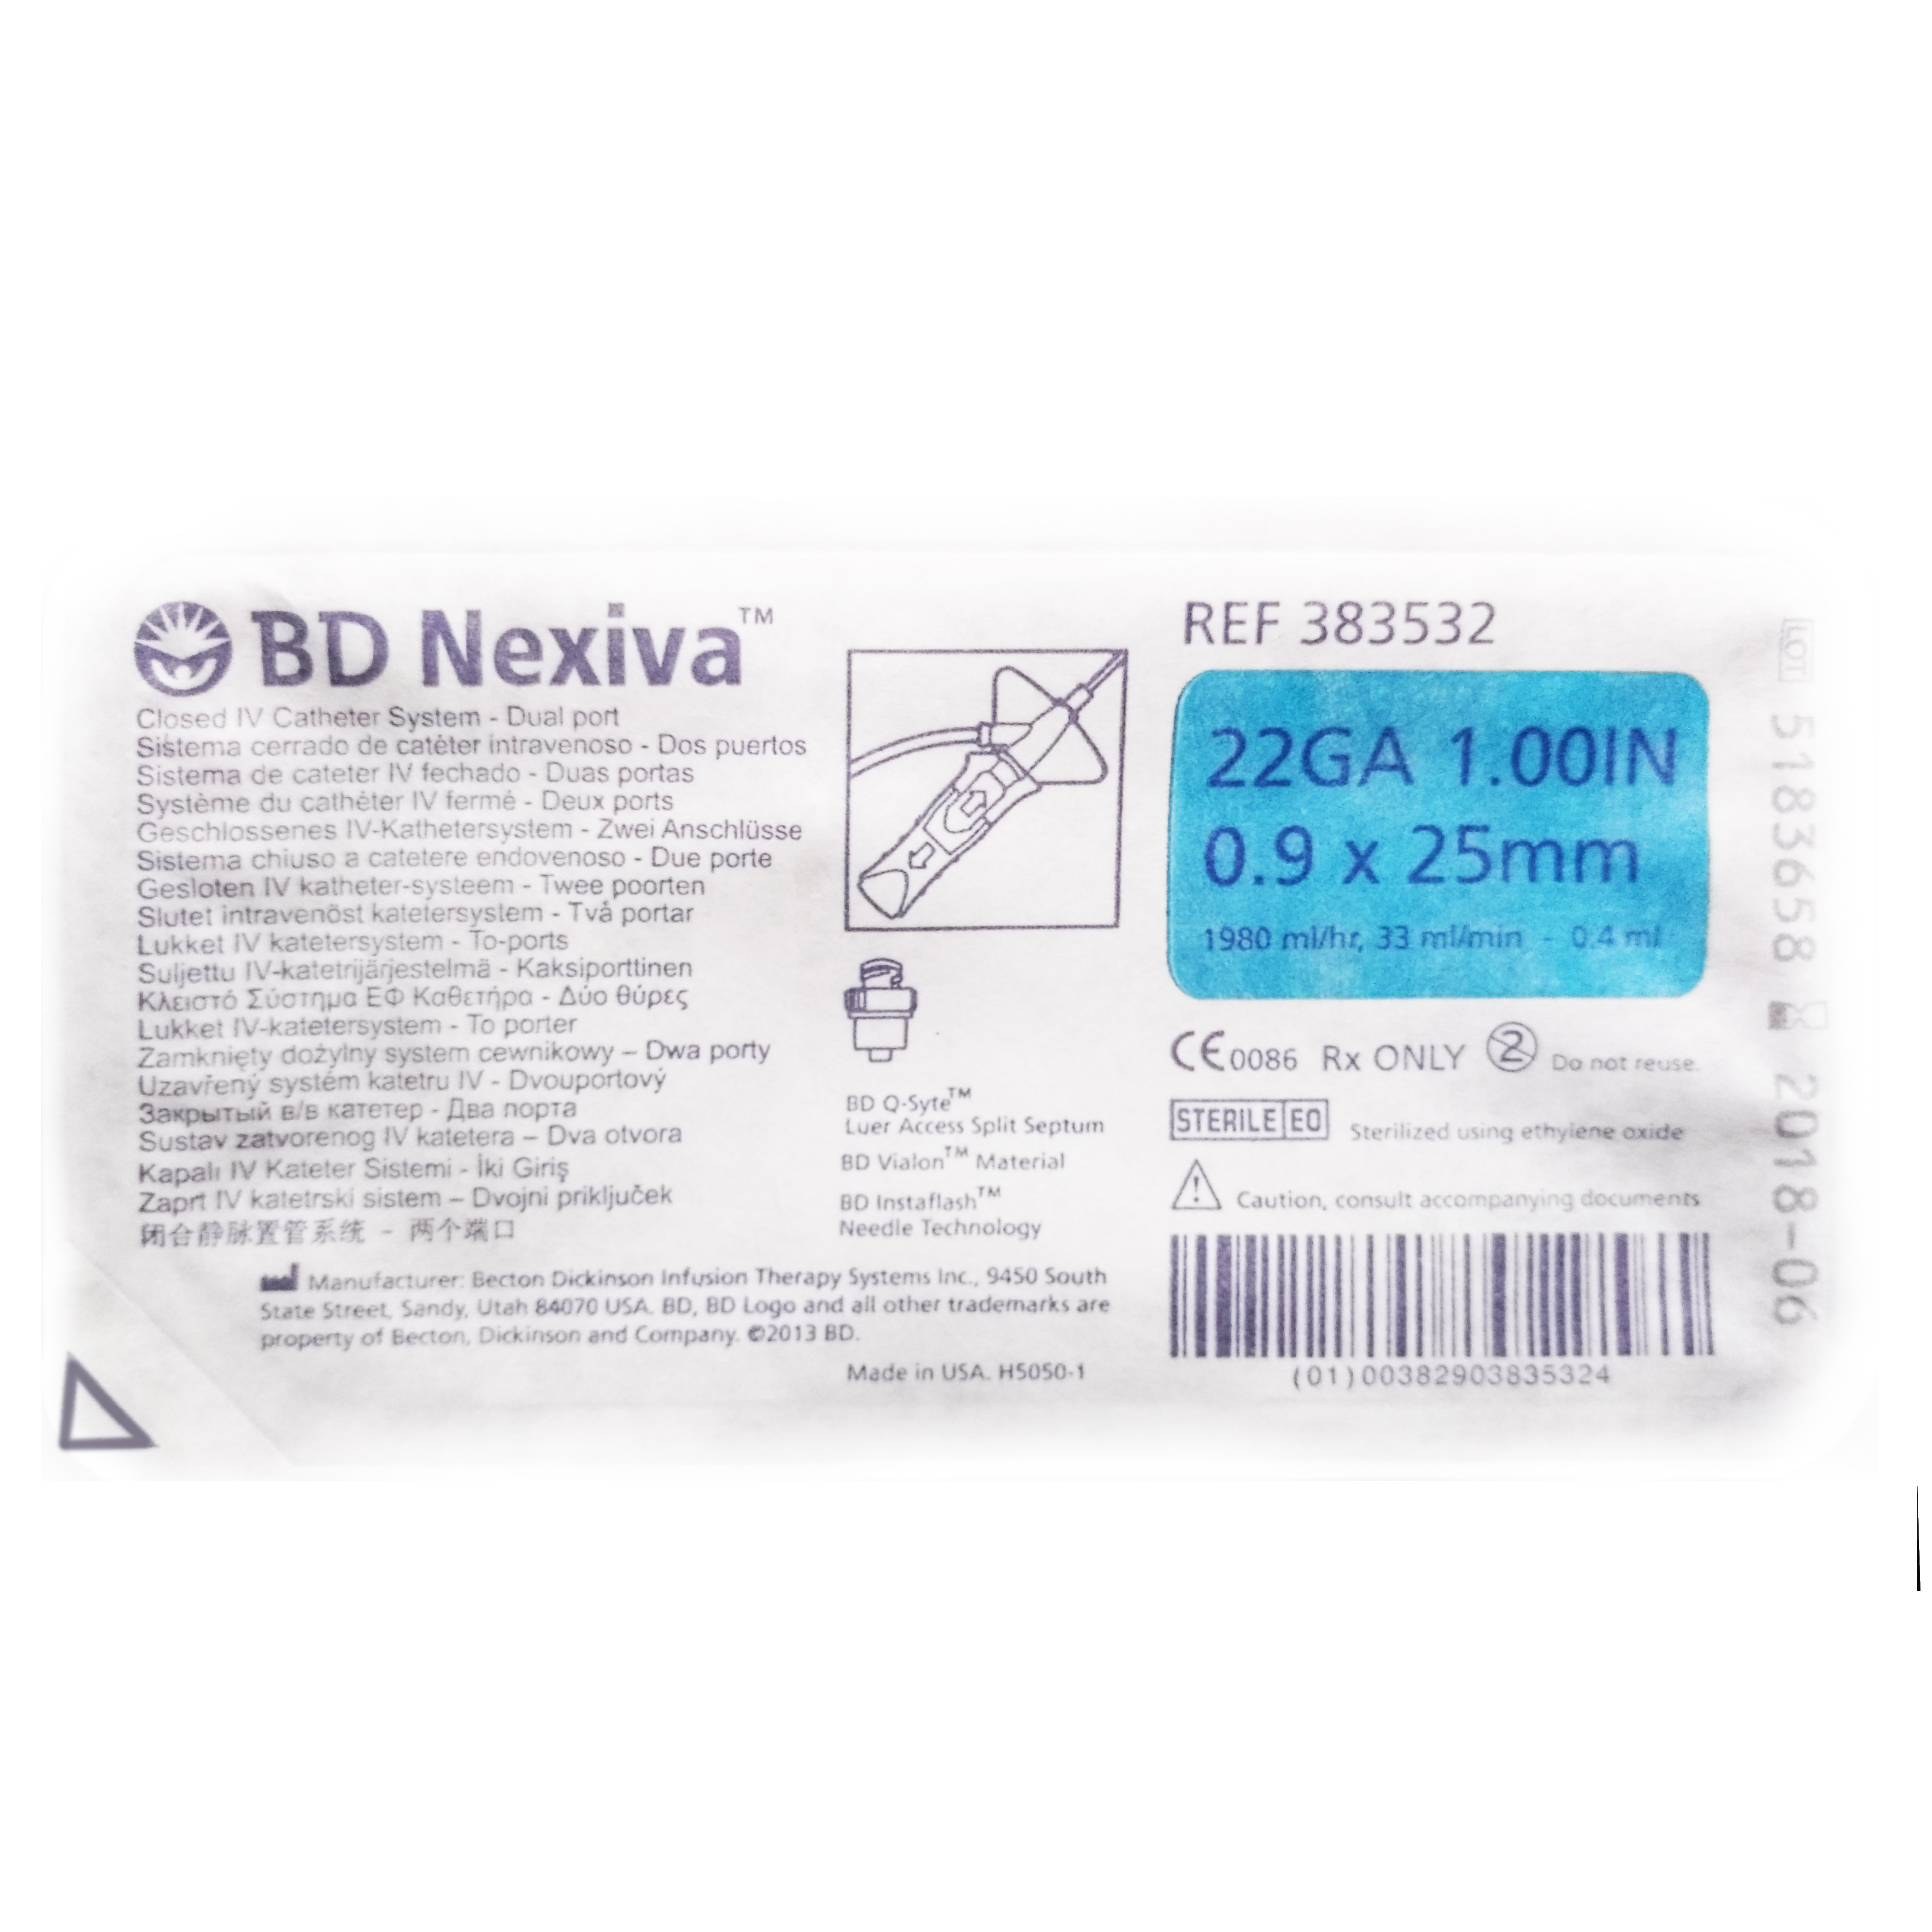 BD Nexiva™
Closed IV Catheter System - Dual port
Sistema cerrado de catéter intravenoso - Dos puertos
Sistema de cateter IV fechado - Duas portas
Système du cathéter IV fermé - Deux ports
Geschlossenes IV-Kathetersystem - Zwei Anschlüsse
Sistema chiuso a catetere endovenoso - Due porte
Gesloten IV katheter-systeem - Twee poorten
Slutet intravenöst katetersystem - Två portar
Lukket IV katetersystem - To-ports
Suljettu IV-katetrijärjestelmä - Kaksiporttinen
Κλειστό Σύστημα ΕΦ Καθετήρα - Δύο θύρες
Lukket IV-katetersystem - To porter
Zamknięty dożylny system cewnikowy – Dwa porty
Uzavřený systém katetru IV - Dvouportový
Закрытый в/в катетер - Два порта
Sustav zatvorenog IV katetera – Dva otvora
Kapalı IV Kateter Sistemi - İki Giriş
Zaprt IV katetrski sistem – Dvojni priključek
闭合静脉置管系统 - 两个端口
BD Q-Syte™
Luer Access Split Septum
BD Vialon™ Material
BD Instaflash™
Needle Technology
Manufacturer: Becton Dickinson Infusion Therapy Systems Inc., 9450 South
State Street, Sandy, Utah 84070 USA. BD, BD Logo and all other trademarks are
property of Becton, Dickinson and Company. ©2013 BD.
Made in USA. H5050-1
REF 383532
22GA 1.00IN
0.9 x 25mm
1980 ml/hr, 33 ml/min - 0.4 ml
CE0086 Rx ONLY 2 Do not reuse.
STERILE EO Sterilized using ethylene oxide
! Caution, consult accompanying documents
(01)00382903835324
LOT 5183658 2018-06